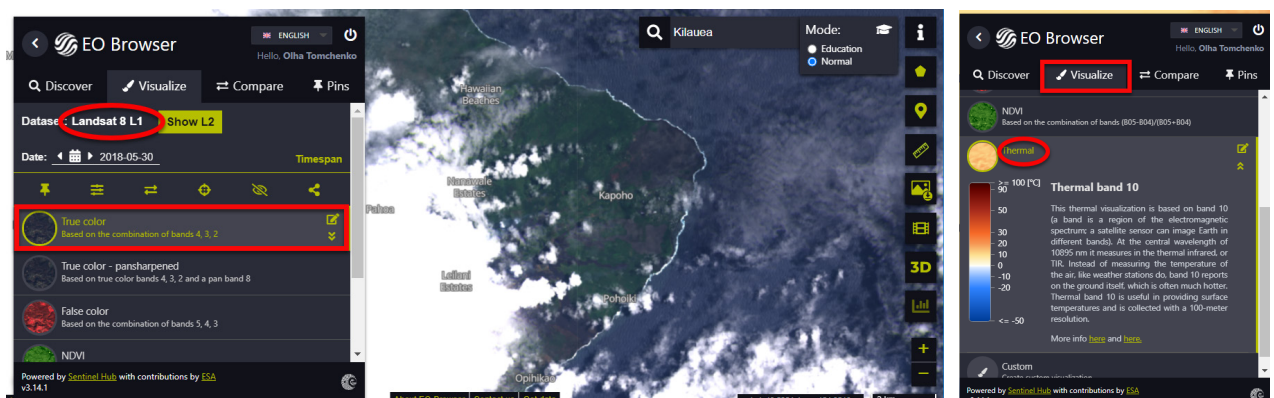 EO Browser
ENGLISH
Hello, Olha Tomchenko
Discover
Visualize
Compare
Pins
Dataset: Landsat 8 L1
Show L2
Date:
2018-05-30
Timespan
True color
Based on the combination of bands 4, 3, 2
True color - pansharpened
Based on true color bands 4, 3, 2 and a pan band 8
False color
Based on the combination of bands 5, 4, 3
NDVI
Powered by Sentinel Hub with contributions by ESA
v3.14.1
Kilauea
Mode:
Education
Normal
Hawaiian
Beaches
Nanawale
Estates
Kapoho
Pahoa
Leilani
Estates
Pohoiki
Opihikao
3D
EO Browser
ENGLISH
Hello, Olha Tomchenko
Discover
Visualize
Compare
Pins
NDVI
Based on the combination of bands (B05-B04)/(B05+B04)
Thermal
>= 100 [°C]
90
50
30
20
10
0
-10
-20
<= -50
Thermal band 10
This thermal visualization is based on band 10
(a band is a region of the electromagnetic
spectrum; a satellite sensor can image Earth in
different bands). At the central wavelength of
10895 nm it measures in the thermal infrared, or
TIR. Instead of measuring the temperature of
the air, like weather stations do, band 10 reports
on the ground itself, which is often much hotter.
Thermal band 10 is useful in providing surface
temperatures and is collected with a 100-meter
resolution.
More info here and here.
Custom
Create custom visualization
Powered by Sentinel Hub with contributions by ESA